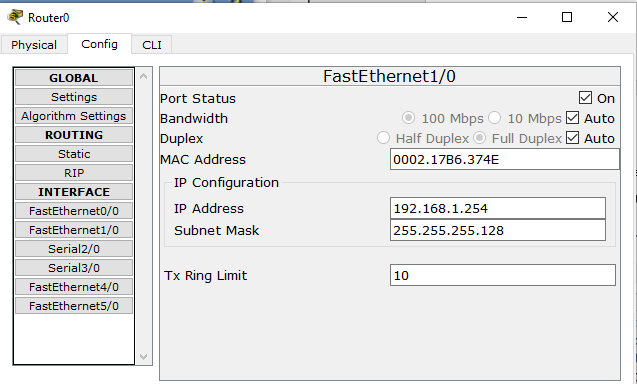 Router0
Physical Config CLI
GLOBAL
Settings
Algorithm Settings
ROUTING
Static
RIP
INTERFACE
FastEthernet0/0
FastEthernet1/0
Serial2/0
Serial3/0
FastEthernet4/0
FastEthernet5/0
FastEthernet1/0
Port Status On
Bandwidth 100 Mbps 10 Mbps Auto
Duplex Half Duplex Full Duplex Auto
MAC Address 0002.17B6.374E
IP Configuration
IP Address 192.168.1.254
Subnet Mask 255.255.255.128
Tx Ring Limit 10